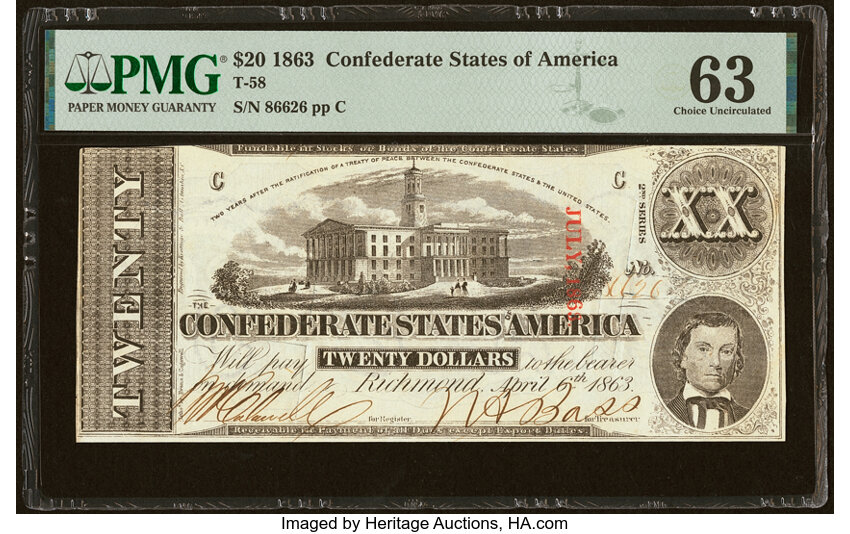 PMG®
PAPER MONEY GUARANTY
$20 1863 Confederate States of America
T-58
S/N 86626 pp C
63
Choice Uncirculated
Fundable in Stocks or Bonds of the Confederate States
TWO YEARS AFTER THE RATIFICATION OF A TREATY OF PEACE BETWEEN THE CONFEDERATE STATES & THE UNITED STATES.
C
C
2ND SERIES
XX
JULY, 1863
No.
TWENTY
THE
CONFEDERATE STATES AMERICA
Will pay TWENTY DOLLARS to the bearer
on demand Richmond, April 6th 1863.
for Register
for Treasurer
Receivable in Payment of all Dues except Export Duties.
Imaged by Heritage Auctions, HA.com